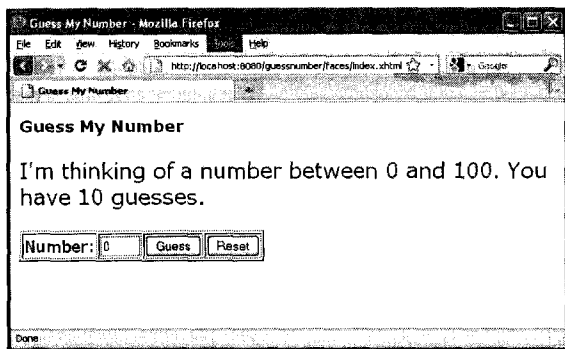 Guess My Number - Mozilla Firefox
File Edit View History Bookmarks Tools Help
http://localhost:8080/guessnumber/faces/index.xhtml Google
Guess My Number
Guess My Number
I'm thinking of a number between 0 and 100. You
have 10 guesses.
Number: 0 Guess Reset
Done